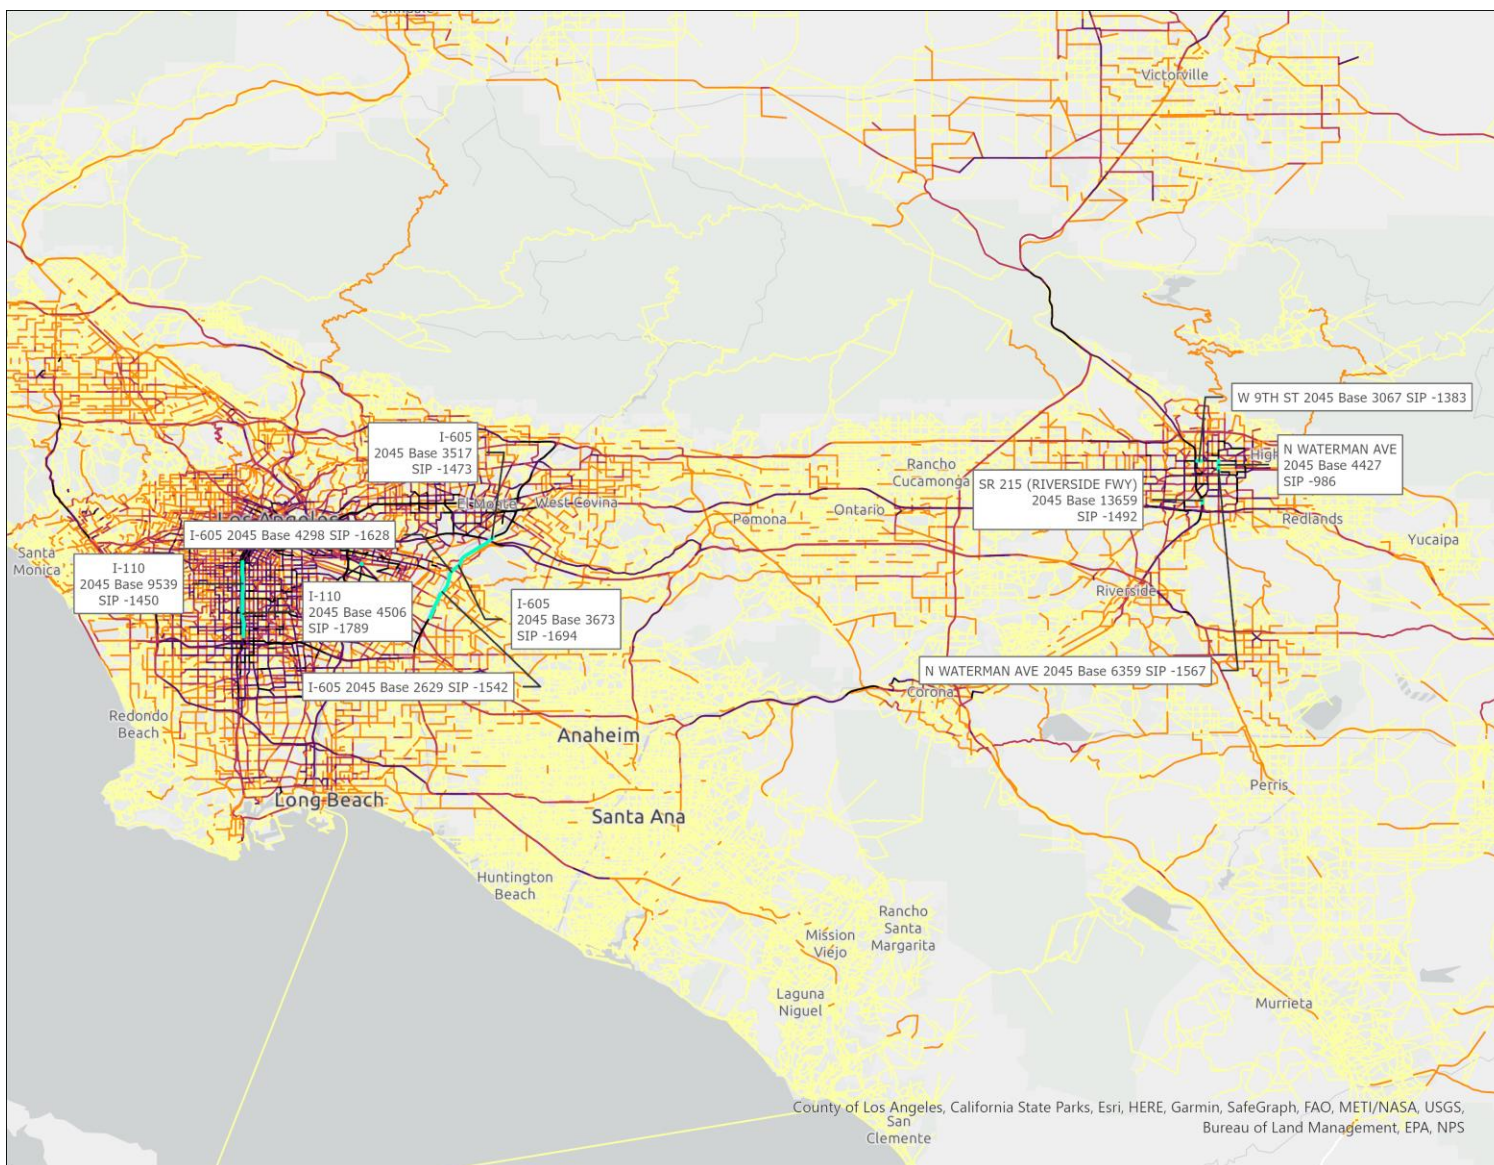 Victorville
W 9TH ST 2045 Base 3067 SIP -1383
I-605
2045 Base 3517
SIP -1473
N WATERMAN AVE
2045 Base 4427
SIP -986
Rancho
Cucamonga
SR 215 (RIVERSIDE FWY)
2045 Base 13659
SIP -1492
El Monte
West Covina
Ontario
Pomona
Redlands
Los Angeles
I-605 2045 Base 4298 SIP -1628
Yucaipa
Santa
Monica
I-110
2045 Base 9539
SIP -1450
I-110
2045 Base 4506
SIP -1789
I-605
2045 Base 3673
SIP -1694
Riverside
N WATERMAN AVE 2045 Base 6359 SIP -1567
I-605 2045 Base 2629 SIP -1542
Corona
Redondo
Beach
Anaheim
Perris
Long Beach
Santa Ana
Huntington
Beach
Rancho
Santa
Margarita
Mission
Viejo
Laguna
Niguel
Murrieta
County of Los Angeles, California State Parks, Esri, HERE, Garmin, SafeGraph, FAO, METI/NASA, USGS,
Bureau of Land Management, EPA, NPS
San
Clemente